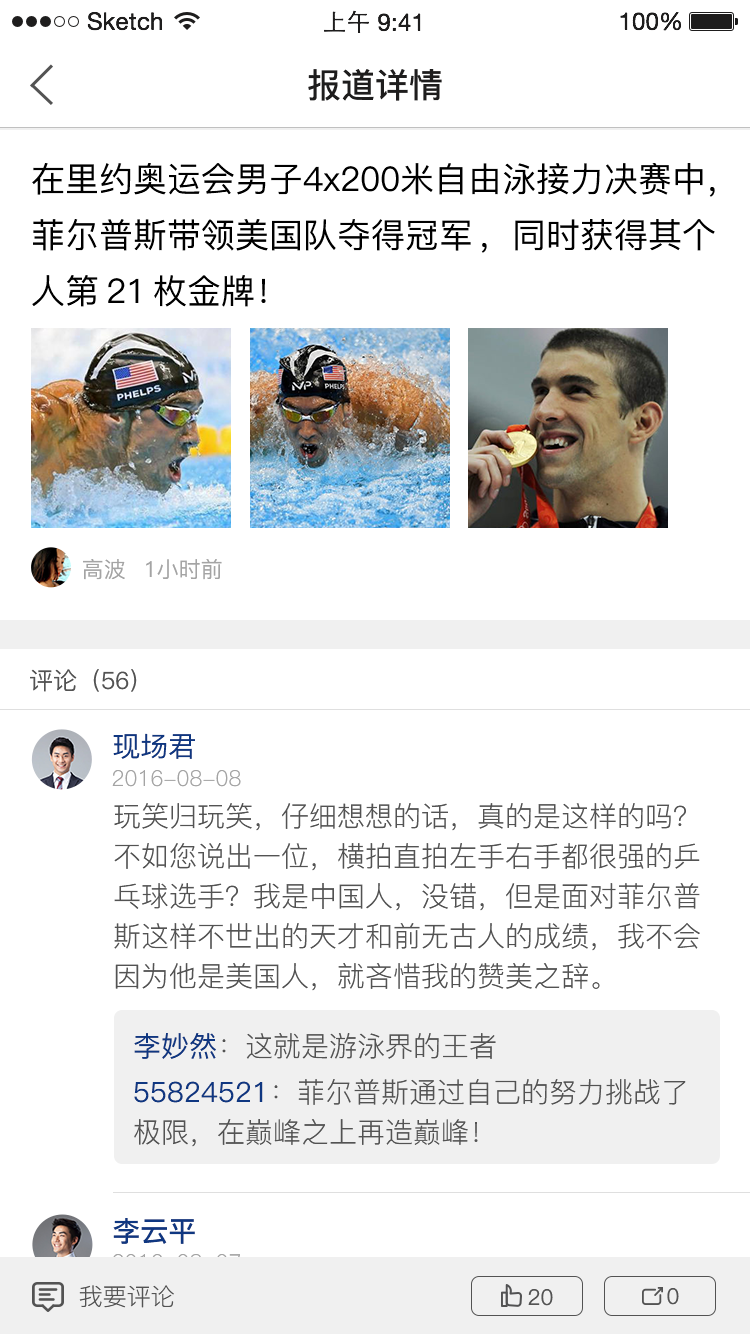 Sketch 上午 9:41 100%
报道详情
在里约奥运会男子4x200米自由泳接力决赛中,
菲尔普斯带领美国队夺得冠军，同时获得其个
人第 21 枚金牌！
PHELPS
MP
MP
PHELPS
高波 1小时前
评论（56）
现场君
2016-08-08
玩笑归玩笑，仔细想想的话，真的是这样的吗？
不如您说出一位，横拍直拍左手右手都很强的乒
乓球选手？我是中国人，没错，但是面对菲尔普
斯这样不世出的天才和前无古人的成绩，我不会
因为他是美国人，就吝惜我的赞美之辞。
李妙然：这就是游泳界的王者
55824521：菲尔普斯通过自己的努力挑战了
极限，在巅峰之上再造巅峰！
李云平
我要评论 20 0